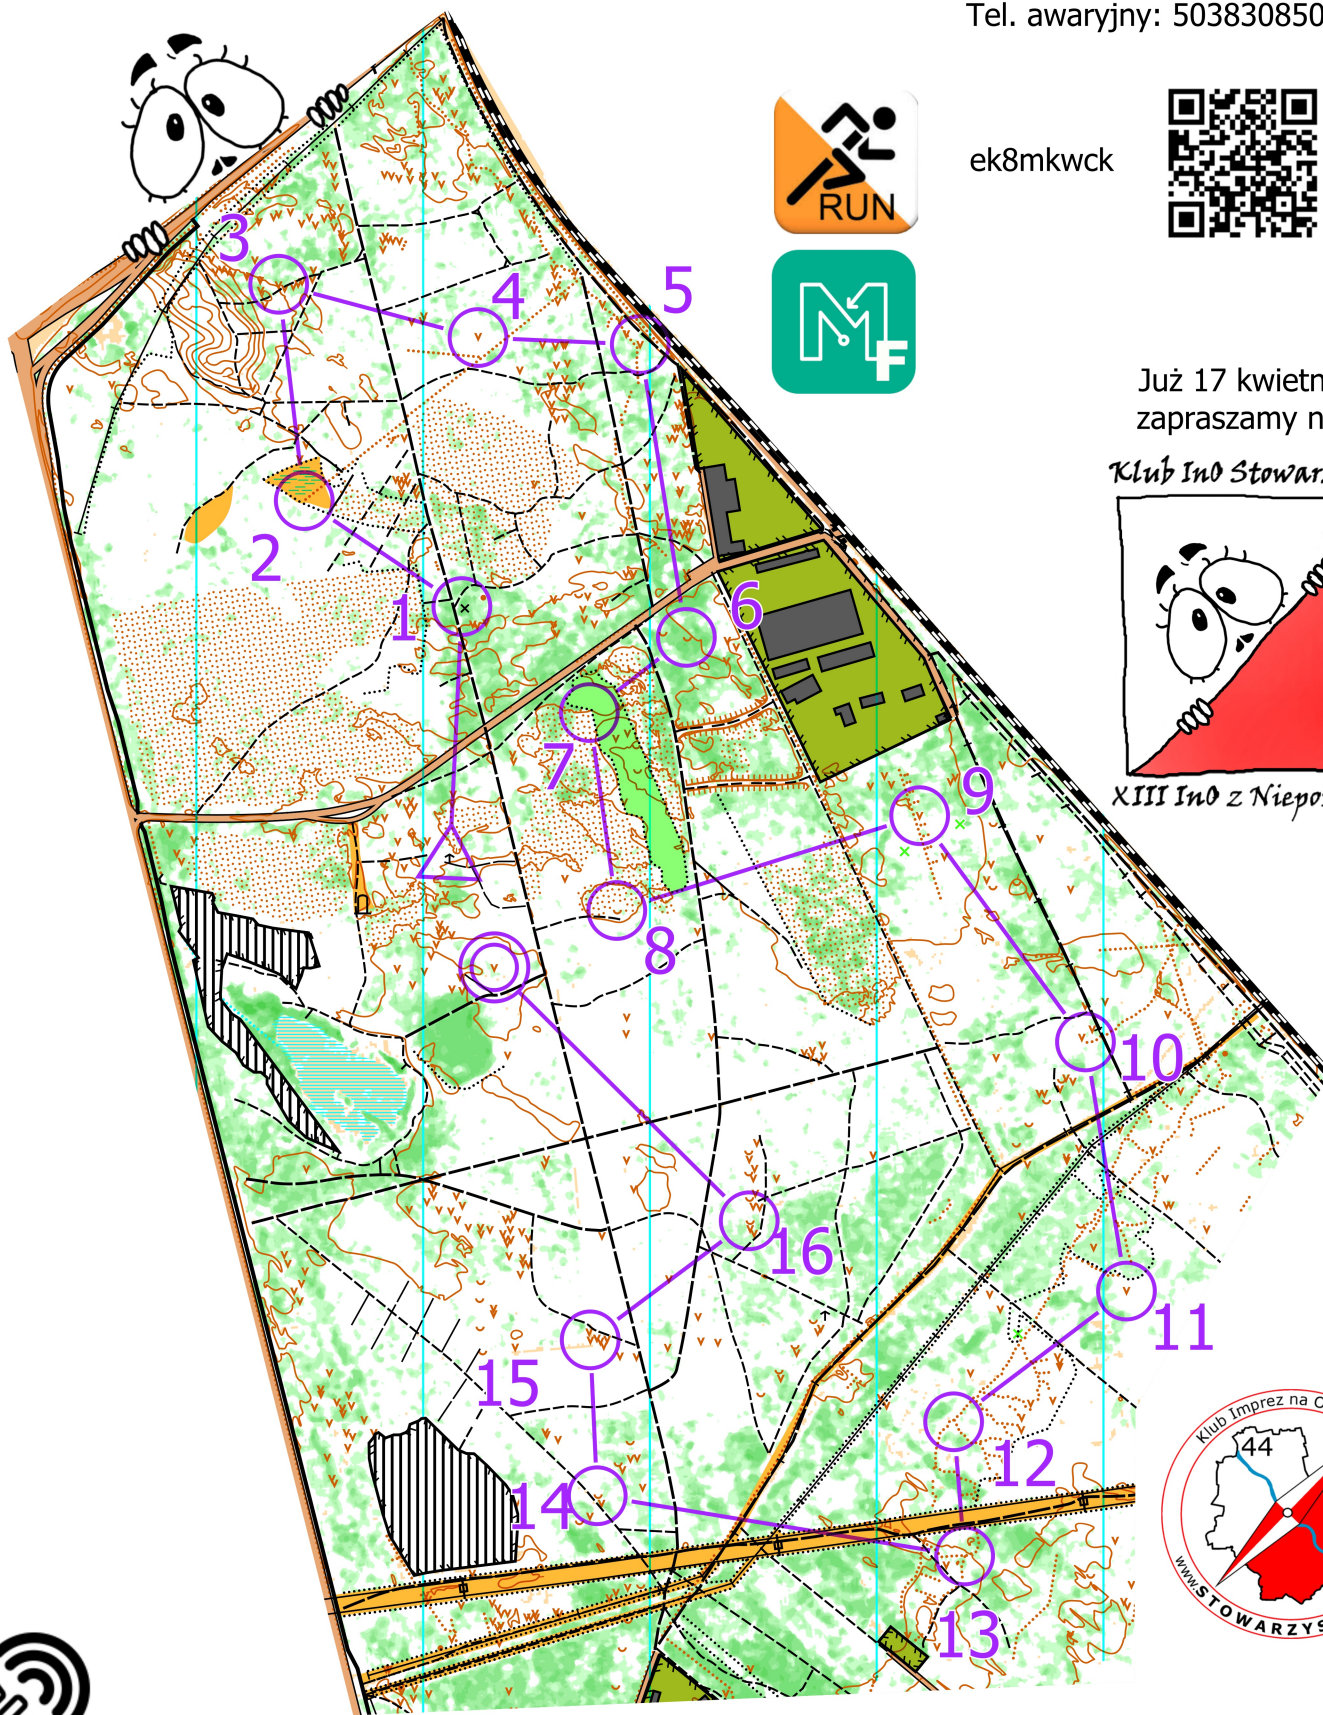 Tel. awaryjny: 503830850
RUN
ek8mkwck
F
Już 17 kwietn
zapraszamy n
Klub InO Stowar
XIII InO z Niepo
3
4
5
2
1
6
7
9
8
10
16
11
15
12
14
13
Klub Imprez na O
44
www.STOWARZYS